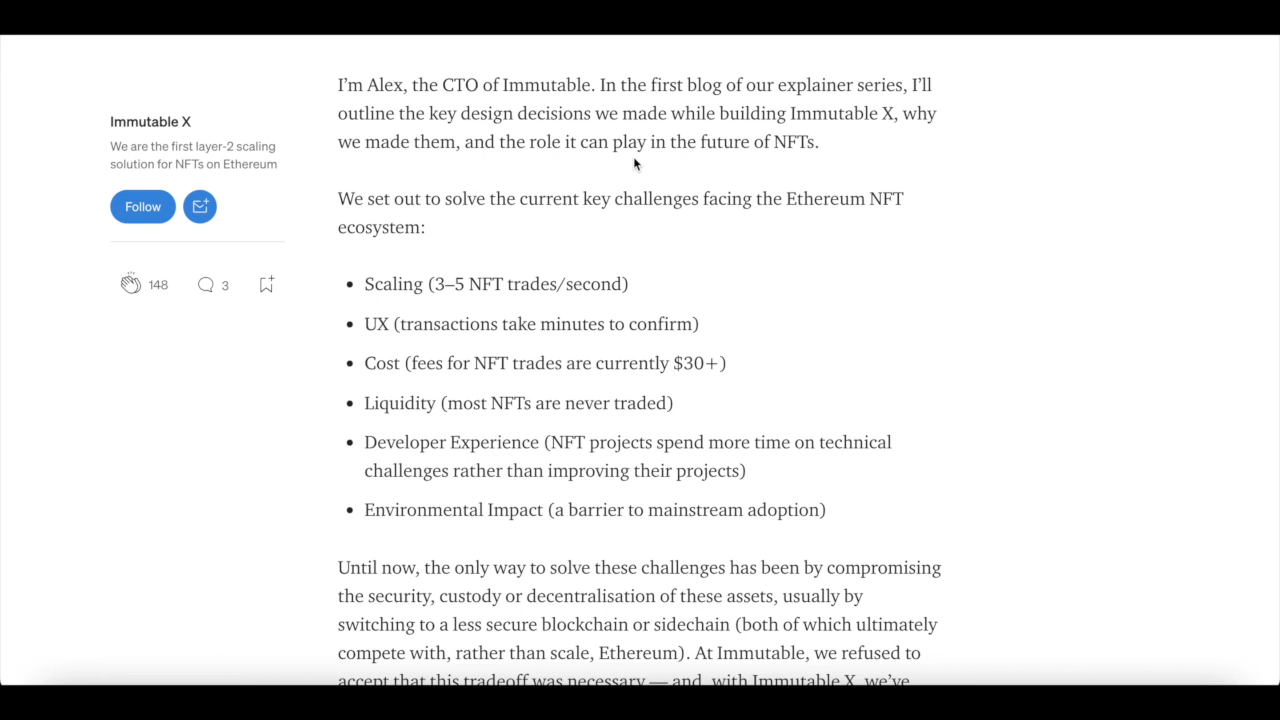 Immutable X
We are the first layer-2 scaling
solution for NFTs on Ethereum
Follow
148
3
I’m Alex, the CTO of Immutable. In the first blog of our explainer series, I’ll
outline the key design decisions we made while building Immutable X, why
we made them, and the role it can play in the future of NFTs.
We set out to solve the current key challenges facing the Ethereum NFT
ecosystem:
• Scaling (3–5 NFT trades/second)
• UX (transactions take minutes to confirm)
• Cost (fees for NFT trades are currently $30+)
• Liquidity (most NFTs are never traded)
• Developer Experience (NFT projects spend more time on technical
challenges rather than improving their projects)
• Environmental Impact (a barrier to mainstream adoption)
Until now, the only way to solve these challenges has been by compromising
the security, custody or decentralisation of these assets, usually by
switching to a less secure blockchain or sidechain (both of which ultimately
compete with, rather than scale, Ethereum). At Immutable, we refused to
accept that this tradeoff was necessary — and, with Immutable X, we’ve